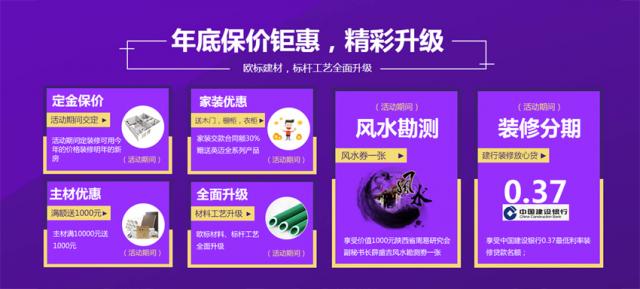 年底保价钜惠，精彩升级
欧标建材，标杆工艺全面升级
定金保价
活动期间交定
活动期间定装修可用今
年的价格装修明年的新
房
（活动期间）
家装优惠
送木门，橱柜，衣柜
家装交款合同额30%
赠送英迈全系列产品
（活动期间）
主材优惠
满额送1000元
主材满10000元送
1000元
（活动期间）
全面升级
材料工艺升级
欧标材料、标杆工艺
全面升级
（活动期间）
（活动期间）
风水勘测
风水券一张
风水
享受价值1000元陕西省周易研究会
副秘书长薛盛吉风水勘测券一张
（活动期间）
装修分期
建行装修放心贷
0.37
中国建设银行
China Construction Bank
享受中国建设银行0.37最低利率装
修贷款名额；